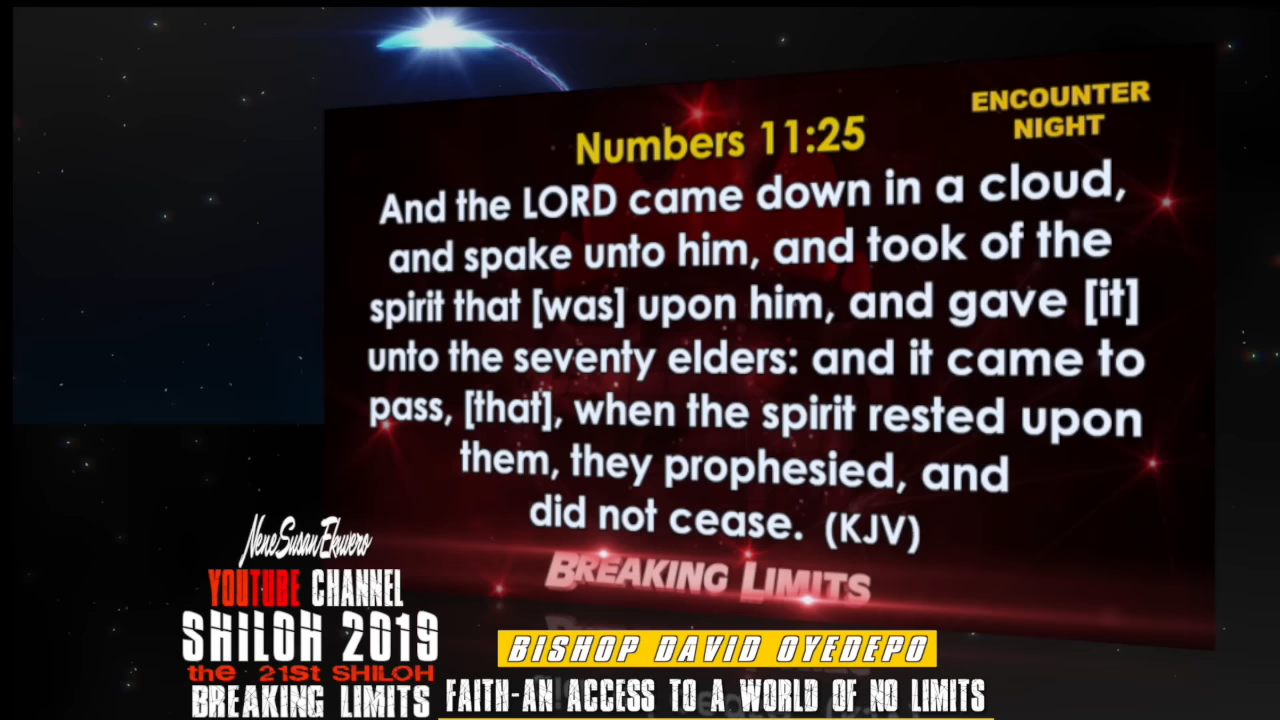 ENCOUNTER
NIGHT
Numbers 11:25
And the LORD came down in a cloud,
and spake unto him, and took of the
spirit that [was] upon him, and gave [it]
unto the seventy elders: and it came to
pass, [that], when the spirit rested upon
them, they prophesied, and
did not cease. (KJV)
BREAKING LIMITS
NeneSusanEkwero
YOUTUBE CHANNEL
SHILOH 2019
the 21st SHILOH
BREAKING LIMITS
BISHOP DAVID OYEDEPO
FAITH-AN ACCESS TO A WORLD OF NO LIMITS